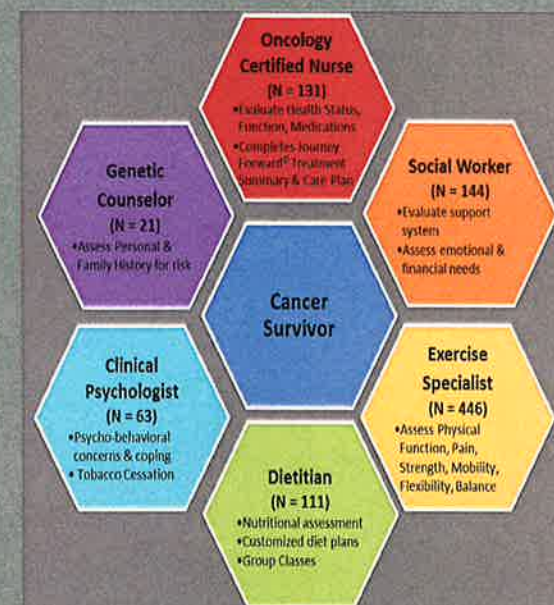 Oncology
Certified Nurse
(N = 131)
•Evaluate Health Status,
Function, Medications
•Completes Journey
Forward® Treatment
Summary & Care Plan
Genetic
Counselor
(N = 21)
•Assess Personal &
Family History for risk
Social Worker
(N = 144)
•Evaluate support
system
•Assess emotional &
financial needs
Cancer
Survivor
Clinical
Psychologist
(N = 63)
•Psycho-behavioral
concerns & coping
• Tobacco Cessation
Exercise
Specialist
(N = 446)
•Assess Physical
Function, Pain,
Strength, Mobility,
Flexibility, Balance
Dietitian
(N = 111)
•Nutritional assessment
•Customized diet plans
•Group Classes